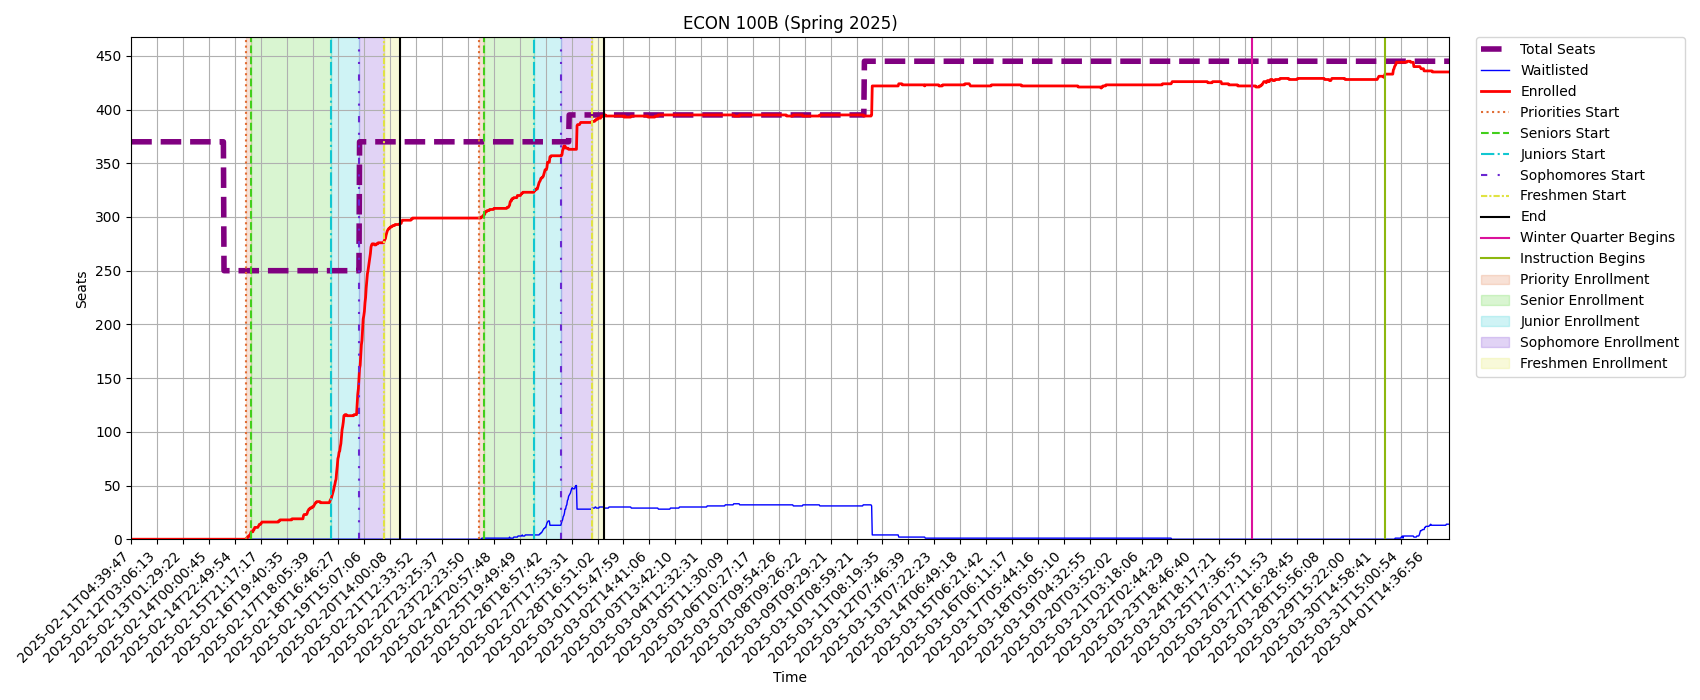 ECON 100B (Spring 2025)
Seats
450
400
350
300
250
200
150
100
50
0
2025-02-11T04:39:47
2025-02-12T03:06:13
2025-02-13T01:29:22
2025-02-14T00:00:45
2025-02-14T22:49:54
2025-02-15T21:17:17
2025-02-16T19:40:35
2025-02-17T18:05:39
2025-02-18T16:46:27
2025-02-19T15:07:06
2025-02-20T14:00:08
2025-02-21T12:33:52
2025-02-23T22:23:50
2025-02-24T20:57:48
2025-02-25T19:49:49
2025-02-26T18:57:42
2025-02-27T17:53:31
2025-02-28T16:51:02
2025-03-01T15:47:59
2025-03-02T14:41:06
2025-03-03T13:42:10
2025-03-04T12:32:31
2025-03-05T11:30:09
2025-03-06T10:27:17
2025-03-07T09:54:26
2025-03-08T09:26:22
2025-03-09T09:29:21
2025-03-10T08:59:21
2025-03-11T08:19:35
2025-03-12T07:46:39
2025-03-13T07:22:23
2025-03-14T06:49:18
2025-03-15T06:21:42
2025-03-16T06:11:17
2025-03-17T05:44:16
2025-03-18T05:05:10
2025-03-19T04:32:55
2025-03-20T03:52:02
2025-03-21T03:18:06
2025-03-22T02:44:29
2025-03-23T18:46:40
2025-03-24T18:17:21
2025-03-25T17:36:55
2025-03-26T17:11:53
2025-03-27T16:28:45
2025-03-28T15:56:08
2025-03-29T15:22:00
2025-03-30T14:58:41
2025-03-31T15:00:54
2025-04-01T14:36:56
Time
Total Seats
Waitlisted
Enrolled
Priorities Start
Seniors Start
Juniors Start
Sophomores Start
Freshmen Start
End
Winter Quarter Begins
Instruction Begins
Priority Enrollment
Senior Enrollment
Junior Enrollment
Sophomore Enrollment
Freshmen Enrollment